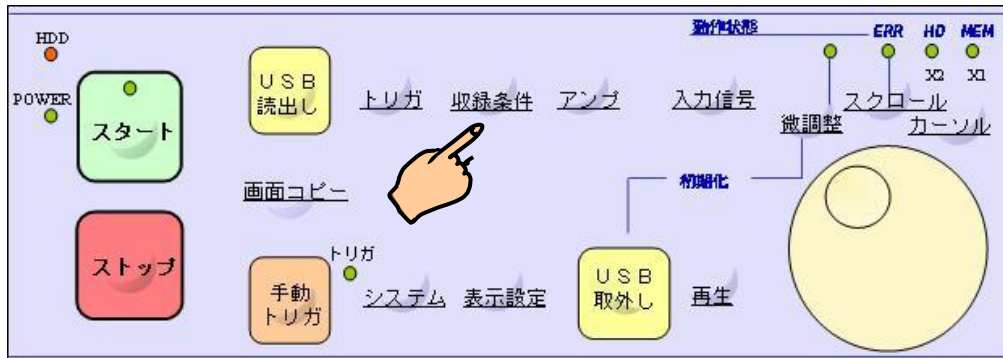 動作状態
ERR HD MEM
HDD
X2 X1
POWER
スタート
USB
読出し
トリガ 収録条件 アンプ 入力信号
スクロール
微調整 カーソル
画面コピー
初期化
ストップ
トリガ
手動
トリガ
システム 表示設定
USB
取外し
再生